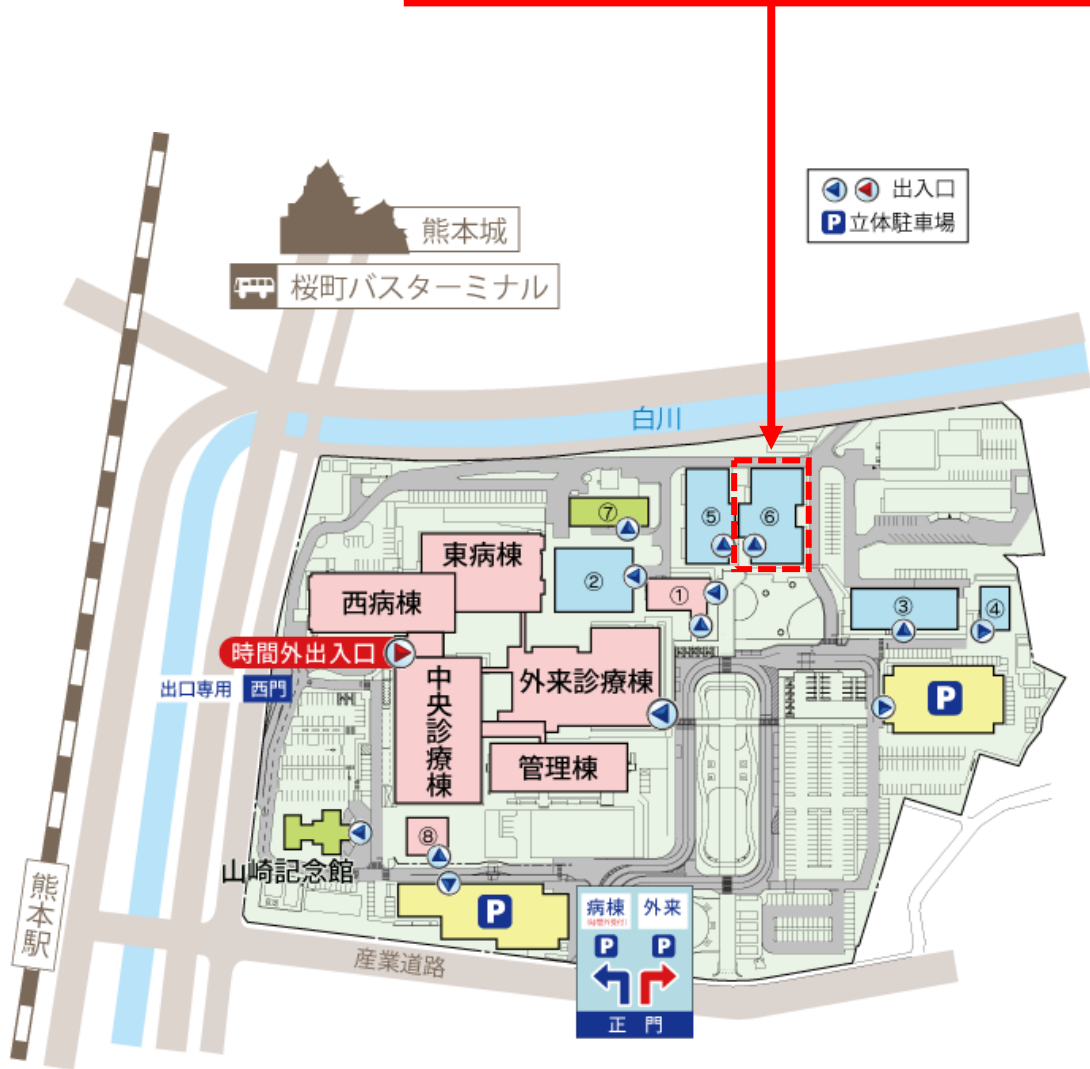 熊本城
桜町バスターミナル
出入口
P 立体駐車場
白川
⑦
⑤
⑥
東病棟
②
西病棟
①
③
④
時間外出入口
出口専用 西門
中央診療棟
外来診療棟
P
管理棟
⑧
山崎記念館
熊本駅
P
病棟 外来
P P
産業道路
正門